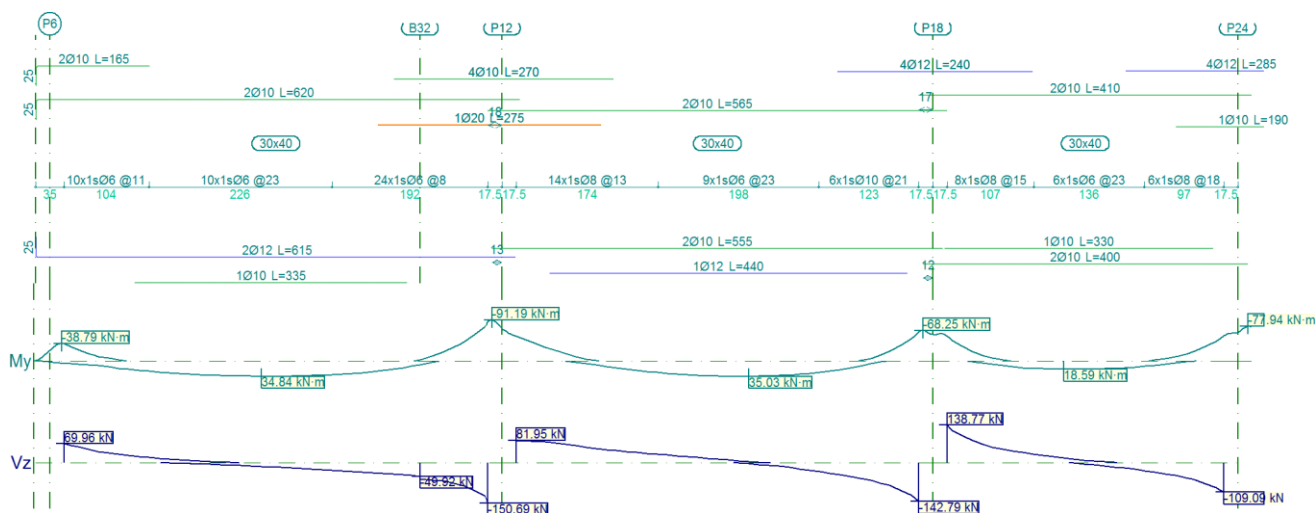 P6
B32
P12
P18
P24
2Ø10 L=165
4Ø12 L=240
4Ø12 L=285
25
4Ø10 L=270
2Ø10 L=620
17
2Ø10 L=410
25
18
2Ø10 L=565
1Ø20 L=275
1Ø10 L=190
30x40
30x40
30x40
10x1sØ6 @11
10x1sØ6 @23
24x1sØ6 @8
14x1sØ8 @13
9x1sØ6 @23
6x1sØ10 @21
8x1sØ8 @15
6x1sØ6 @23
6x1sØ8 @18
35
104
226
192
17.5
17.5
174
198
123
17.5
17.5
107
136
97
17.5
25
2Ø12 L=615
13
2Ø10 L=555
1Ø10 L=330
2Ø10 L=400
1Ø10 L=335
1Ø12 L=440
12
-38.79 kN·m
-91.19 kN·m
-68.25 kN·m
-77.94 kN·m
My
34.84 kN·m
35.03 kN·m
18.59 kN·m
69.96 kN
81.95 kN
138.77 kN
Vz
-49.92 kN
-150.69 kN
-142.79 kN
-109.09 kN